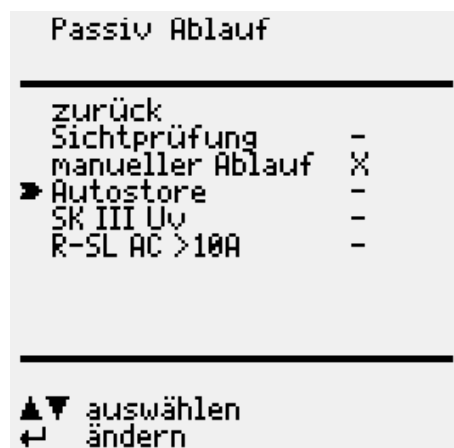 Passiv Ablauf
zurück
Sichtprüfung -
manueller Ablauf X
Autostore -
SK III Uv -
R-SL AC >10A -
▲▼ auswählen
↵ ändern